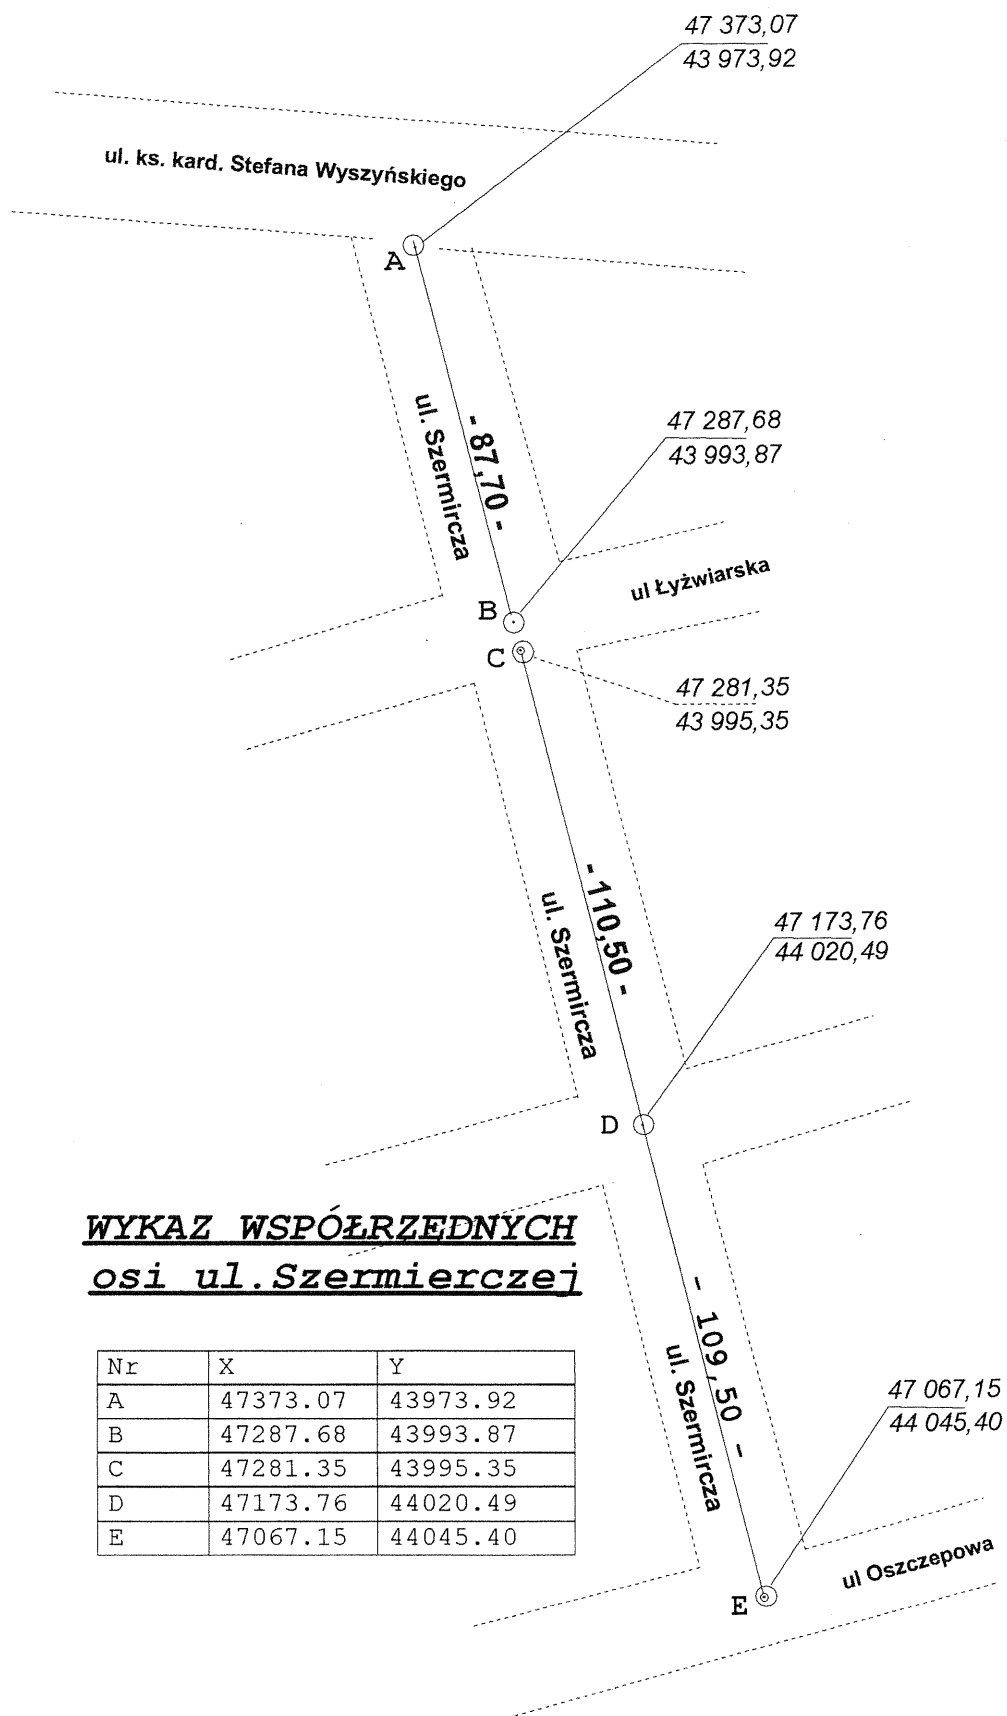 47 373,07
43 973,92
ul. ks. kard. Stefana Wyszyńskiego
A
ul. Szermircza
- 87,70 -
47 287,68
43 993,87
ul Łyżwiarska
B
C
47 281,35
43 995,35
ul. Szermircza
- 110,50 -
47 173,76
44 020,49
D
WYKAZ WSPÓŁRZĘDNYCH
osi ul.Szermierczej
Nr X Y
A 47373.07 43973.92
B 47287.68 43993.87
C 47281.35 43995.35
D 47173.76 44020.49
E 47067.15 44045.40
- 109,50 -
ul. Szermircza
47 067,15
44 045,40
ul Oszczepowa
E